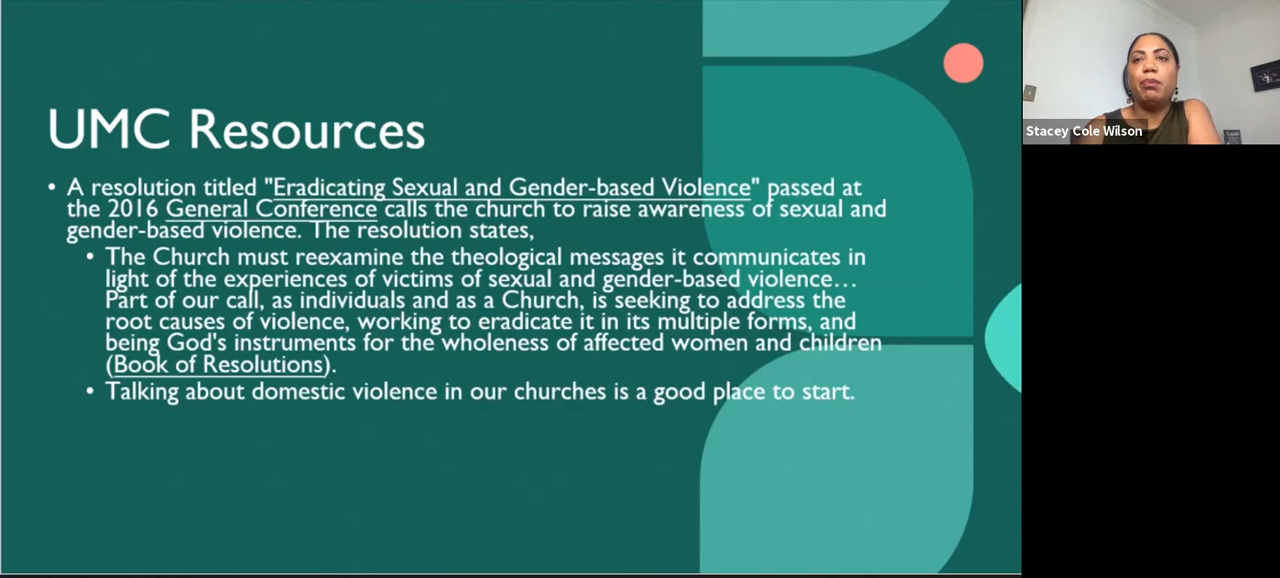 UMC Resources
• A resolution titled "Eradicating Sexual and Gender-based Violence" passed at
the 2016 General Conference calls the church to raise awareness of sexual and
gender-based violence. The resolution states,
• The Church must reexamine the theological messages it communicates in
light of the experiences of victims of sexual and gender-based violence…
Part of our call, as individuals and as a Church, is seeking to address the
root causes of violence, working to eradicate it in its multiple forms, and
being God's instruments for the wholeness of affected women and children
(Book of Resolutions).
• Talking about domestic violence in our churches is a good place to start.
Stacey Cole Wilson